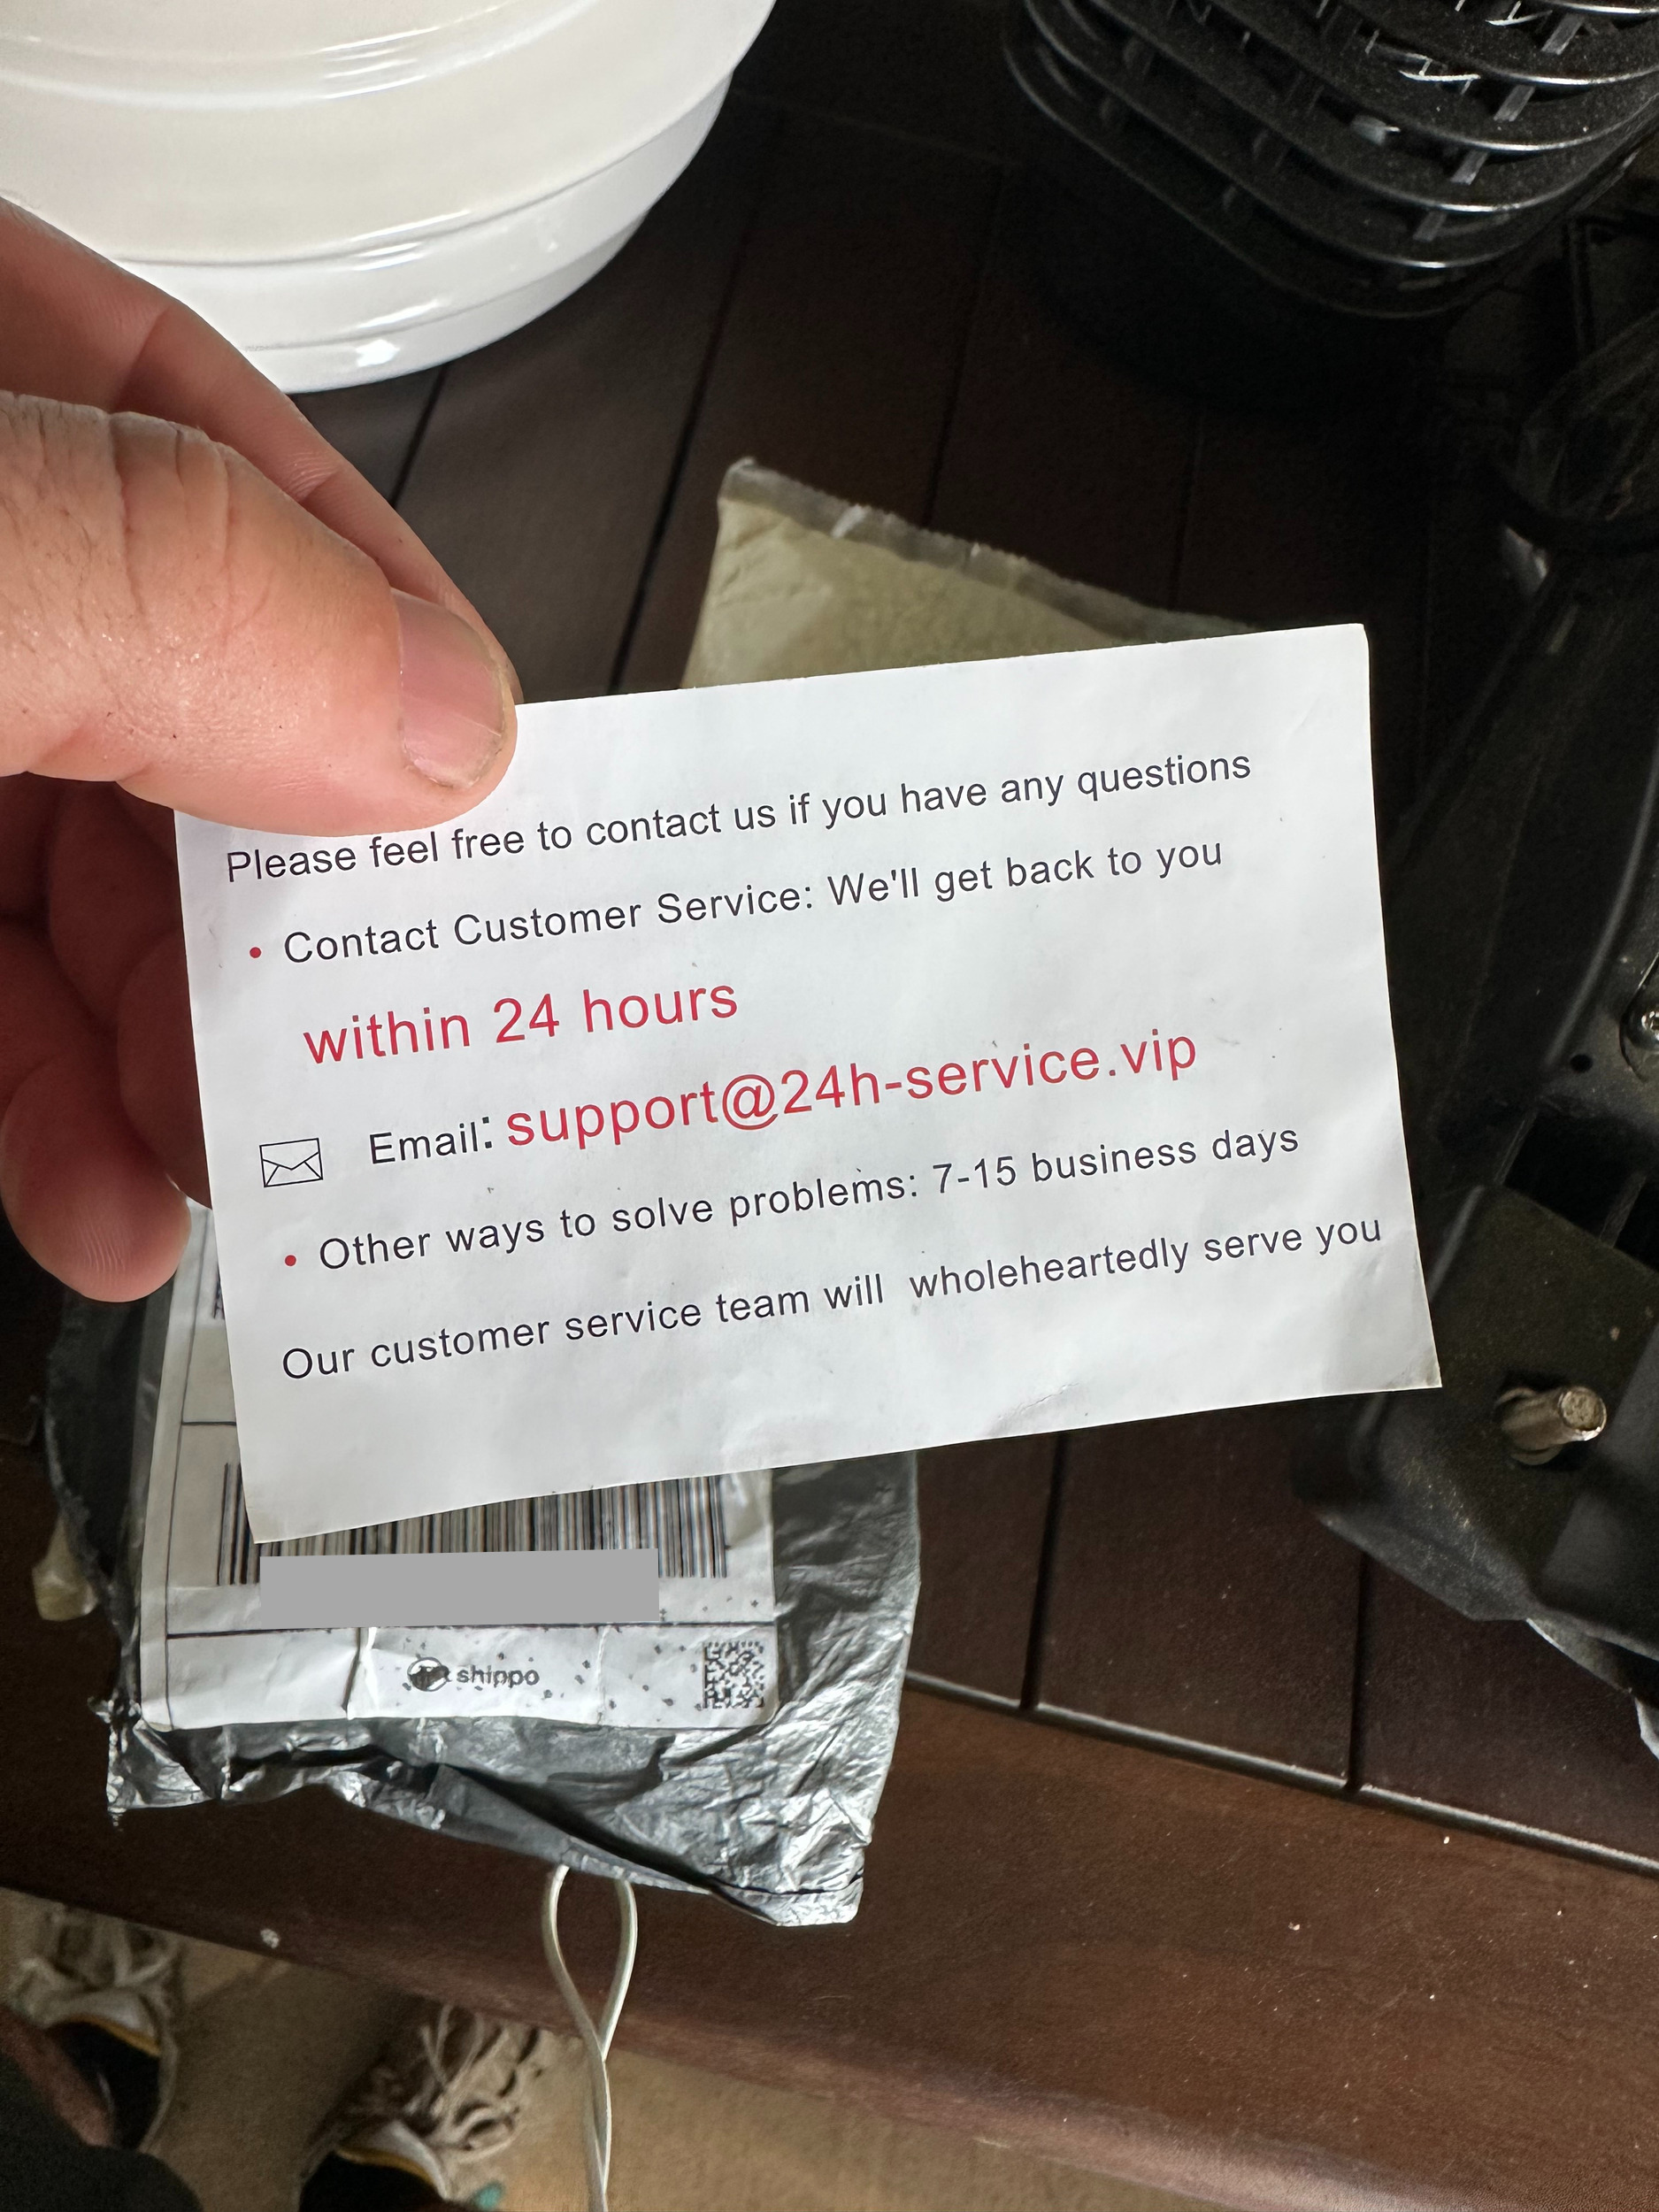 Please feel free to contact us if you have any questions
• Contact Customer Service: We'll get back to you
within 24 hours
Email: support@24h-service.vip
• Other ways to solve problems: 7-15 business days
Our customer service team will wholeheartedly serve you
shippo